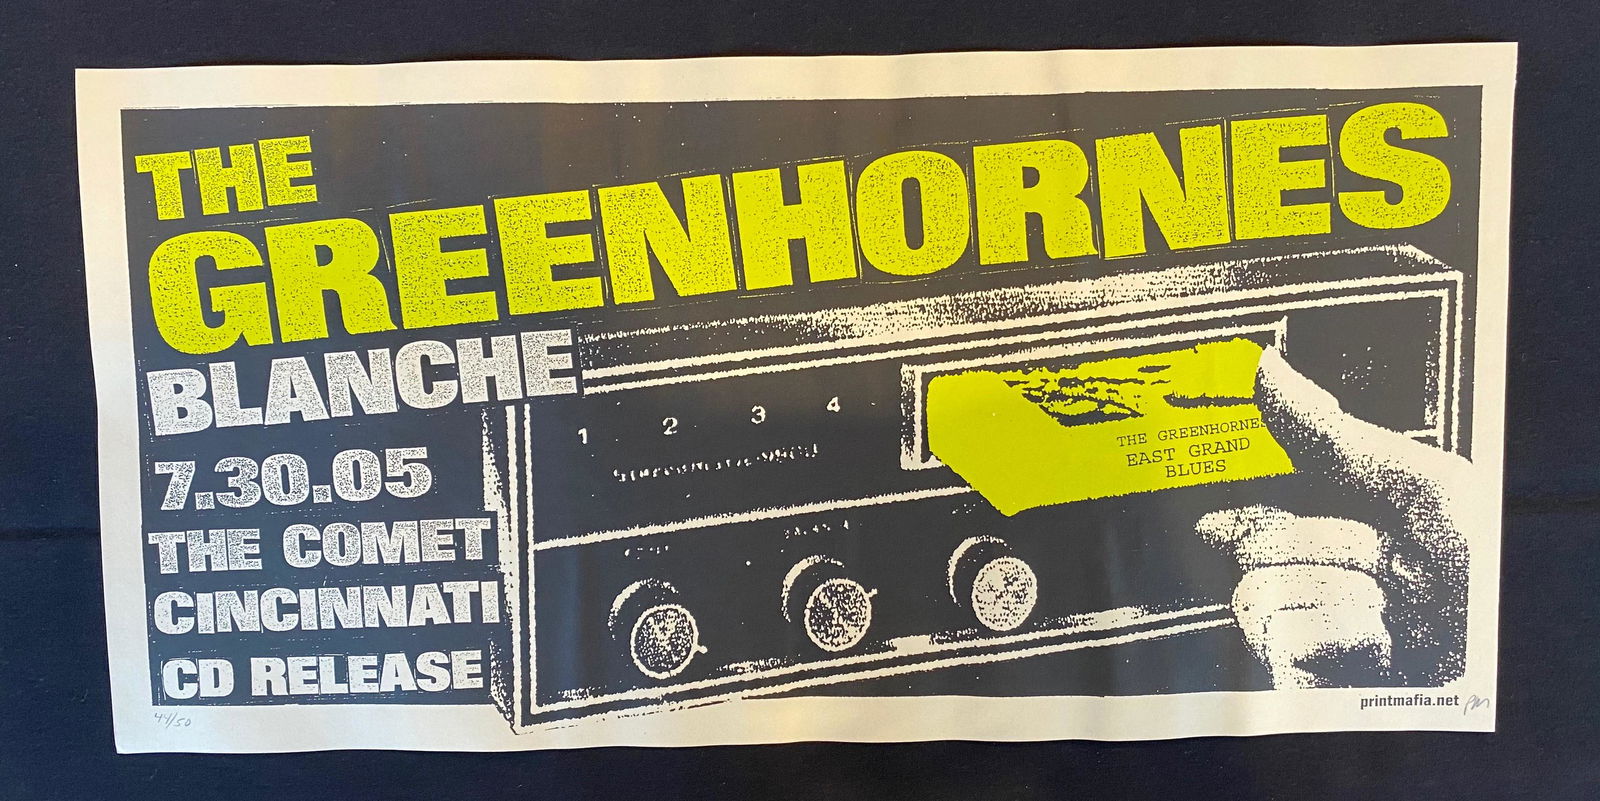 THE
GREENHORNES
BLANCHE
7.30.05
THE COMET
CINCINNATI
CD RELEASE
1 2 3 4
THE GREENHORNES
EAST GRAND
BLUES
44/50
printmafia.net PM